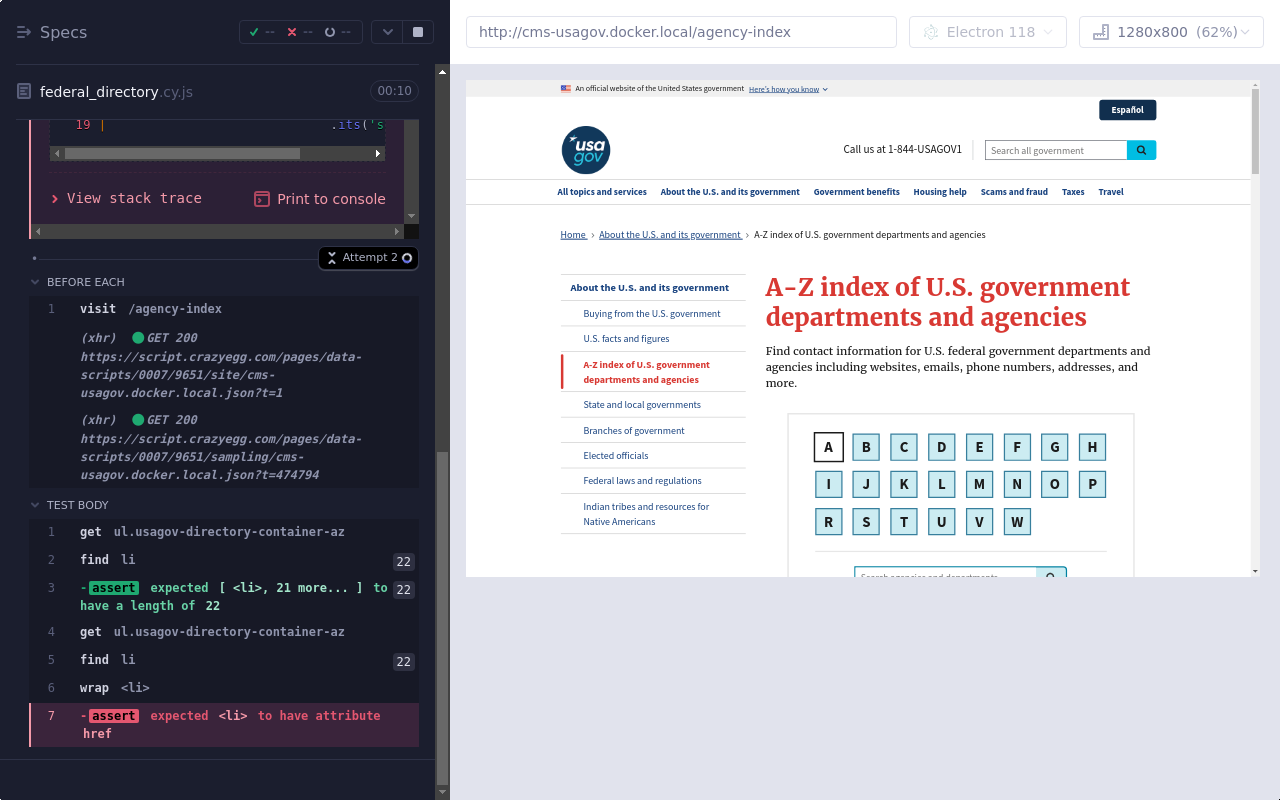 Specs
--
--
--
federal_directory.cy.js
00:10
19 | .its('s
View stack trace
Print to console
Attempt 2
BEFORE EACH
1 visit /agency-index
(xhr) GET 200
https://script.crazyegg.com/pages/data-
scripts/0007/9651/site/cms-
usagov.docker.local.json?t=1
(xhr) GET 200
https://script.crazyegg.com/pages/data-
scripts/0007/9651/sampling/cms-
usagov.docker.local.json?t=474794
TEST BODY
1 get ul.usagov-directory-container-az
2 find li 22
3 -assert expected [ <li>, 21 more... ] to 22
have a length of 22
4 get ul.usagov-directory-container-az
5 find li 22
6 wrap <li>
7 -assert expected <li> to have attribute
href
http://cms-usagov.docker.local/agency-index
Electron 118
1280x800 (62%)
An official website of the United States government Here's how you know
Español
usa
gov
Call us at 1-844-USAGOV1
Search all government
All topics and services About the U.S. and its government Government benefits Housing help Scams and fraud Taxes Travel
Home › About the U.S. and its government › A-Z index of U.S. government departments and agencies
About the U.S. and its government
Buying from the U.S. government
U.S. facts and figures
A-Z index of U.S. government
departments and agencies
State and local governments
Branches of government
Elected officials
Federal laws and regulations
Indian tribes and resources for
Native Americans
A-Z index of U.S. government
departments and agencies
Find contact information for U.S. federal government departments and
agencies including websites, emails, phone numbers, addresses, and
more.
A B C D E F G H
I J K L M N O P
R S T U V W
Search agencies and departments